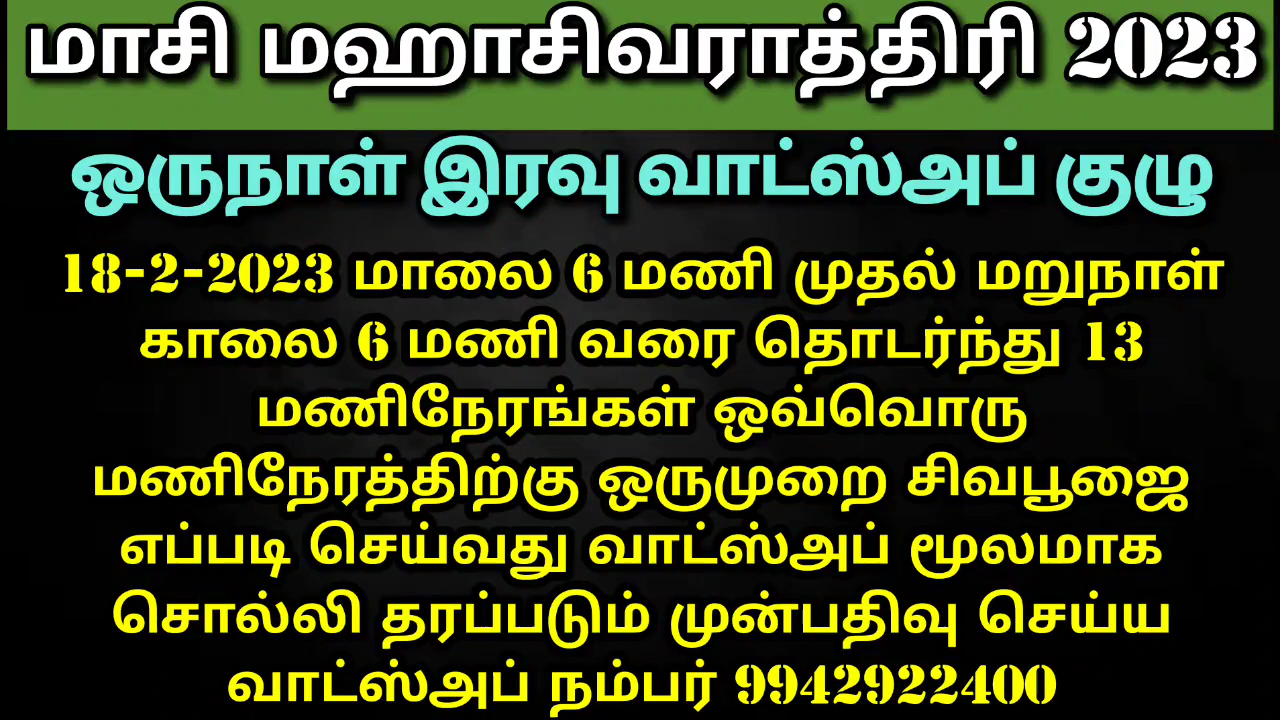 மாசி மஹாசிவராத்திரி 2023
ஒருநாள் இரவு வாட்ஸ்அப் குழு
18-2-2023 மாலை 6 மணி முதல் மறுநாள்
காலை 6 மணி வரை தொடர்ந்து 13
மணிநேரங்கள் ஒவ்வொரு
மணிநேரத்திற்கு ஒருமுறை சிவபூஜை
எப்படி செய்வது வாட்ஸ்அப் மூலமாக
சொல்லி தரப்படும் முன்பதிவு செய்ய
வாட்ஸ்அப் நம்பர் 9942922400